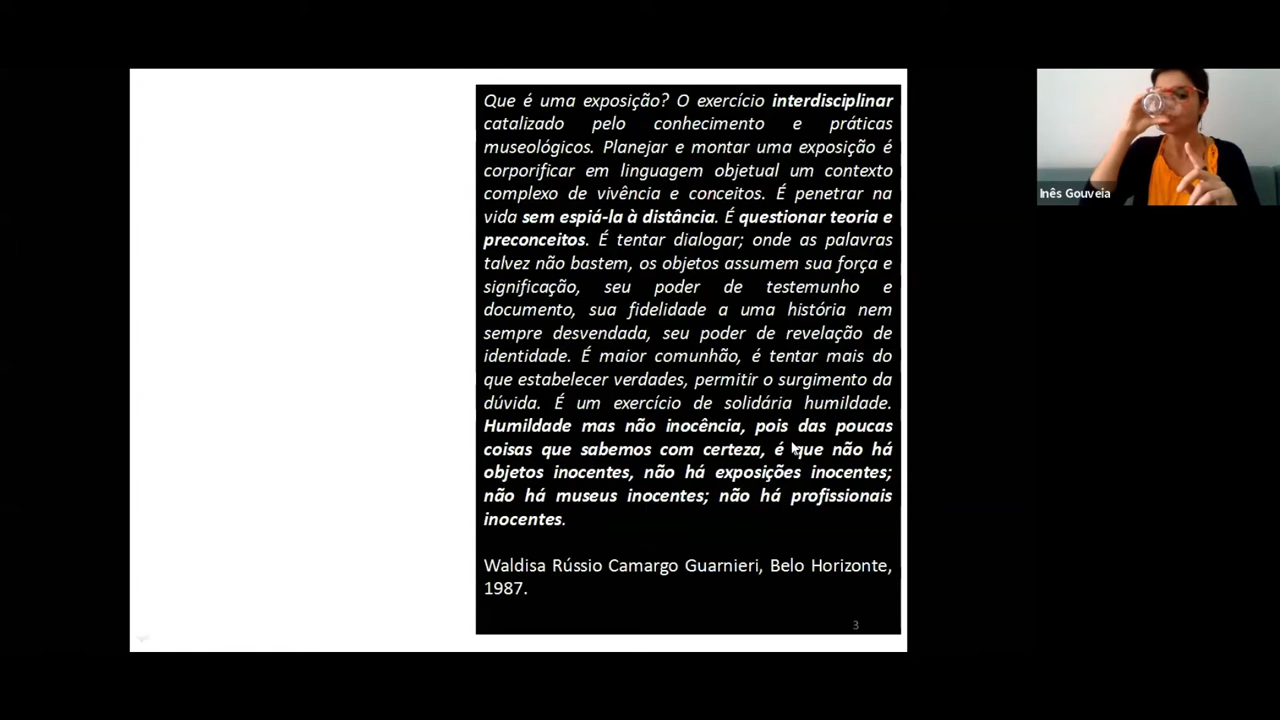 Que é uma exposição? O exercício interdisciplinar
catalizado pelo conhecimento e práticas
museológicos. Planejar e montar uma exposição é
corporificar em linguagem objetual um contexto
complexo de vivência e conceitos. É penetrar na
vida sem espiá-la à distância. É questionar teoria e
preconceitos. É tentar dialogar; onde as palavras
talvez não bastem, os objetos assumem sua força e
significação, seu poder de testemunho e
documento, sua fidelidade a uma história nem
sempre desvendada, seu poder de revelação de
identidade. É maior comunhão, é tentar mais do
que estabelecer verdades, permitir o surgimento da
dúvida. É um exercício de solidária humildade.
Humildade mas não inocência, pois das poucas
coisas que sabemos com certeza, é que não há
objetos inocentes, não há exposições inocentes;
não há museus inocentes; não há profissionais
inocentes.
Waldisa Rússio Camargo Guarnieri, Belo Horizonte,
1987.
3
Inês Gouveia